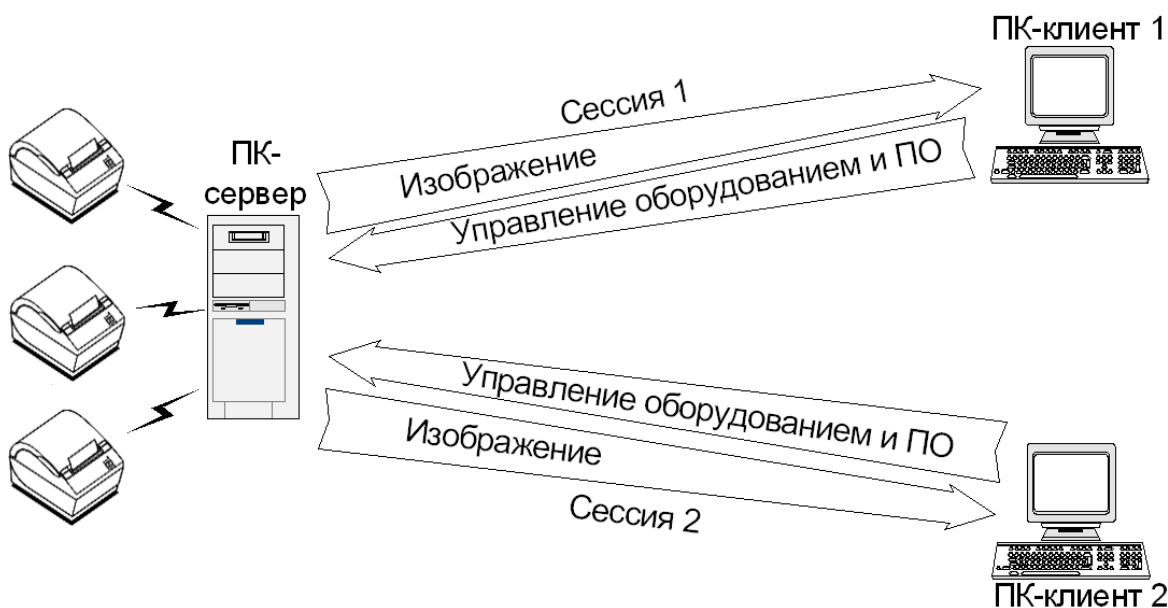 ПК-клиент 1
Сессия 1
Изображение
Управление оборудованием и ПО
ПК-
сервер
Управление оборудованием и ПО
Изображение
Сессия 2
ПК-клиент 2